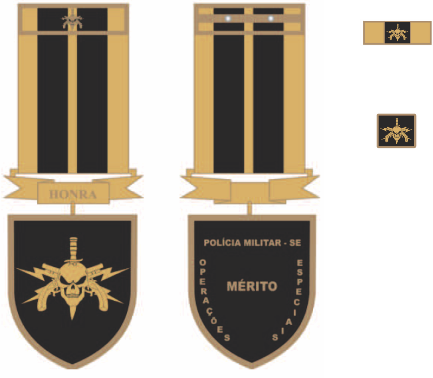 HONRA
POLÍCIA MILITAR - SE
OPERAÇÕES
MÉRITO
ESPECIAIS